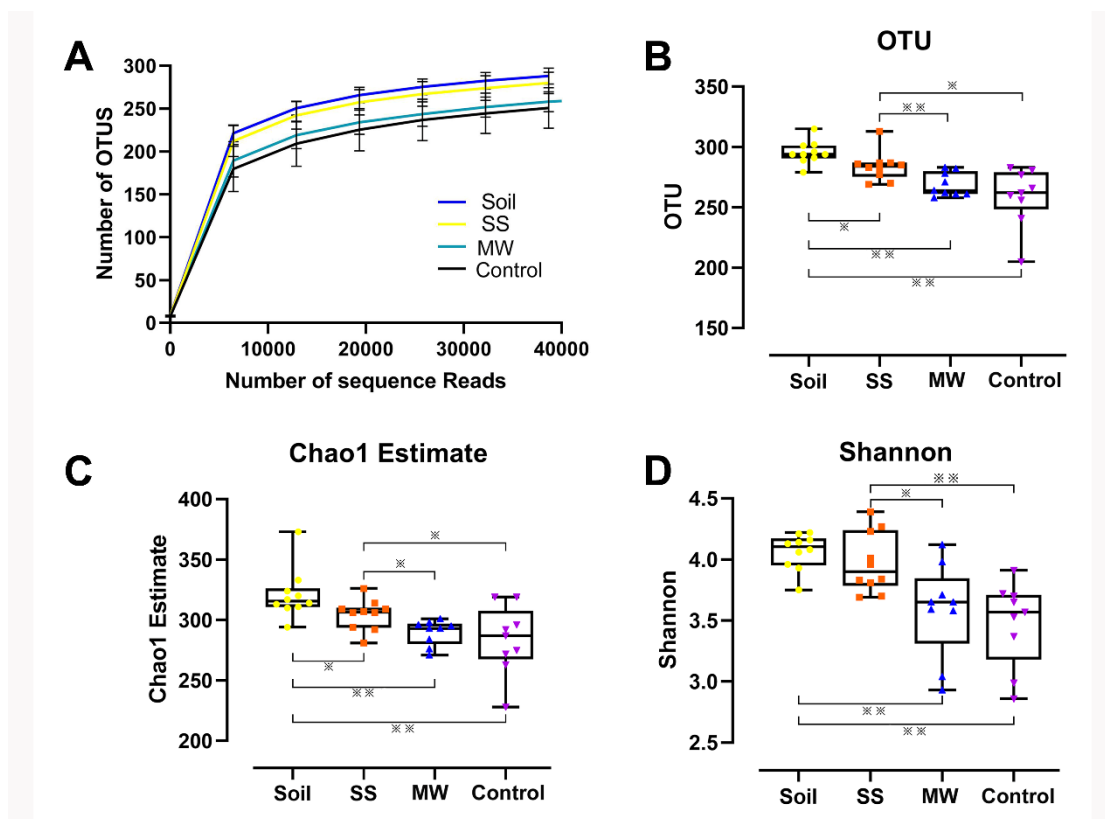 A
300
250
200
150
100
50
0
Number of OTUS
Soil
SS
MW
Control
0 10000 20000 30000 40000
Number of sequence Reads
B
OTU
350
300
250
200
150
OTU
※
※※
※
※※
※※
Soil SS MW Control
C
Chao1 Estimate
400
350
300
250
200
Chao1 Estimate
※
※
※
※※
※※
Soil SS MW Control
D
Shannon
4.5
4.0
3.5
3.0
2.5
Shannon
※※
※
※※
※※
Soil SS MW Control